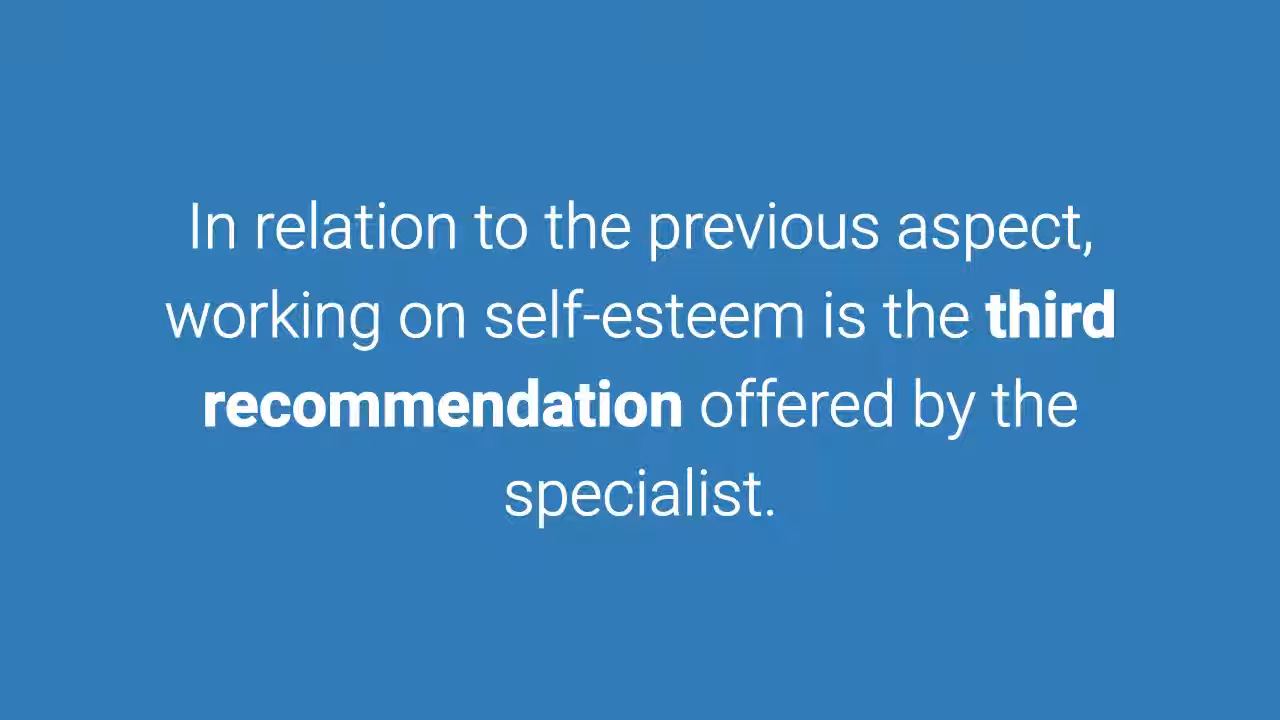 In relation to the previous aspect,
working on self-esteem is the third
recommendation offered by the
specialist.